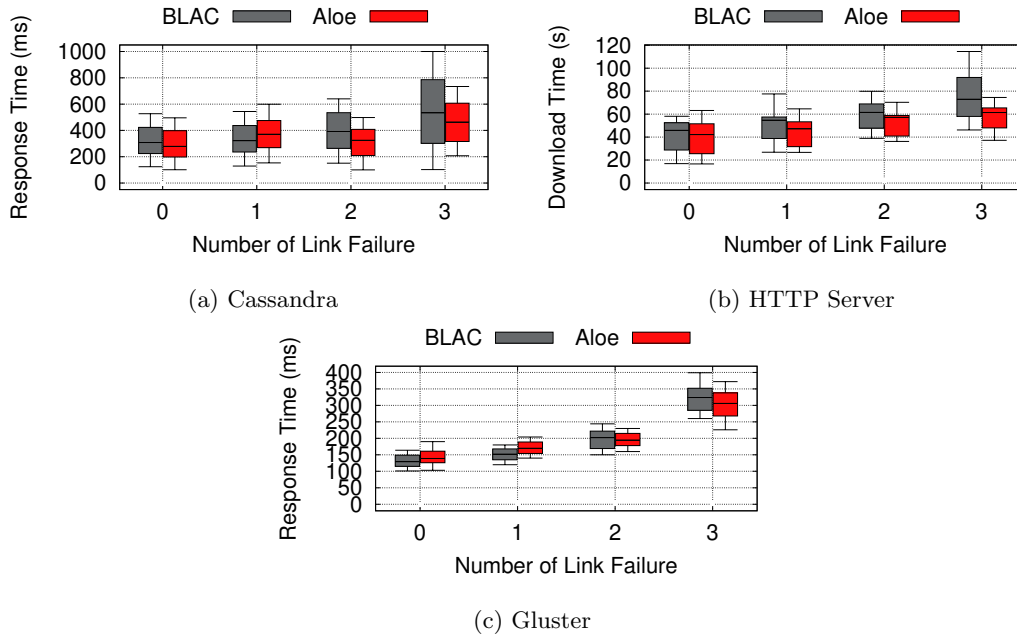 BLAC Aloe
Response Time (ms)
1000
800
600
400
200
0
0 1 2 3
Number of Link Failure
(a) Cassandra
BLAC Aloe
Download Time (s)
120
100
80
60
40
20
0
0 1 2 3
Number of Link Failure
(b) HTTP Server
BLAC Aloe
Response Time (ms)
400
350
300
250
200
150
100
50
0
0 1 2 3
Number of Link Failure
(c) Gluster